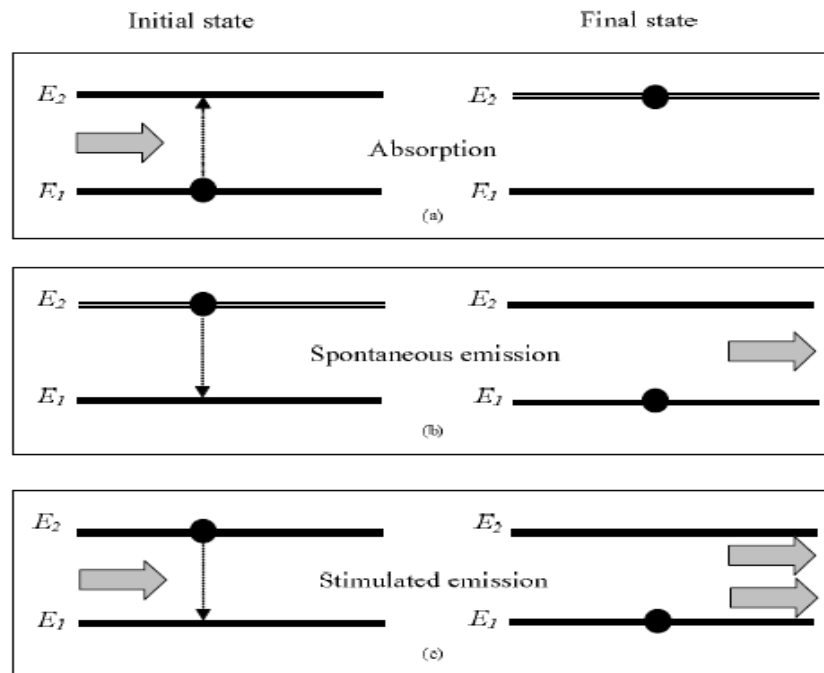 Initial state Final state
E2 E2
Absorption
E1 E1
(a)
E2 E2
Spontaneous emission
E1 E1
(b)
E2 E2
Stimulated emission
E1 E1
(c)